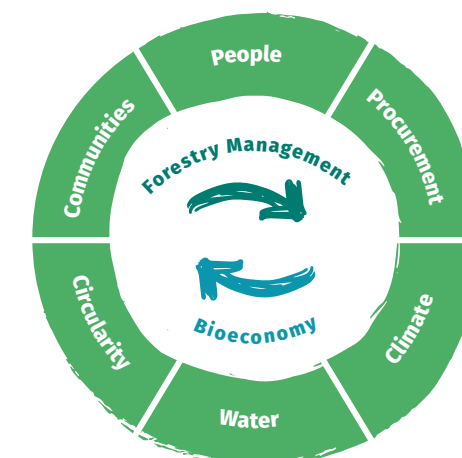 People
Procurement
Climate
Water
Circularity
Communities
Forestry Management
Bioeconomy